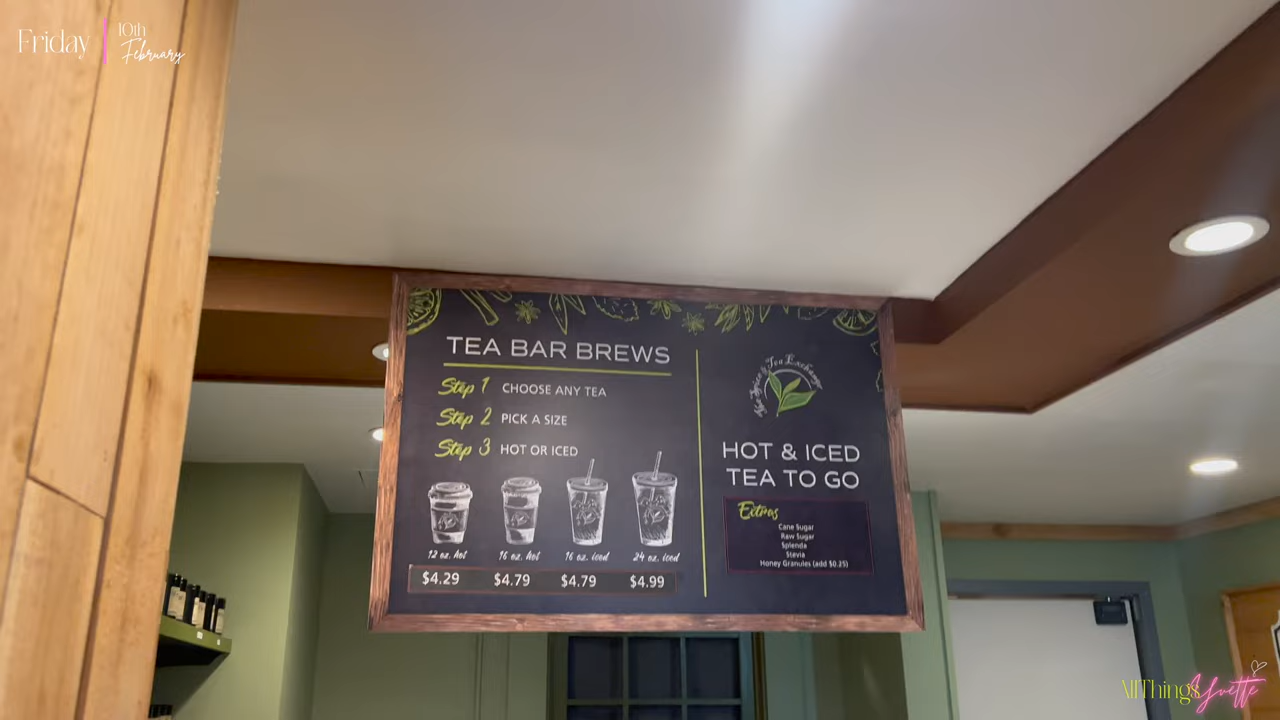 Friday
10th
February
TEA BAR BREWS
Step 1 CHOOSE ANY TEA
Step 2 PICK A SIZE
Step 3 HOT OR ICED
12 oz. hot 16 oz. hot 16 oz. iced 24 oz. iced
$4.29 $4.79 $4.79 $4.99
The Spice & Tea Exchange
HOT & ICED
TEA TO GO
Extras
Cane Sugar
Raw Sugar
Splenda
Stevia
Honey Granules (add $0.25)
AllThingsYvette